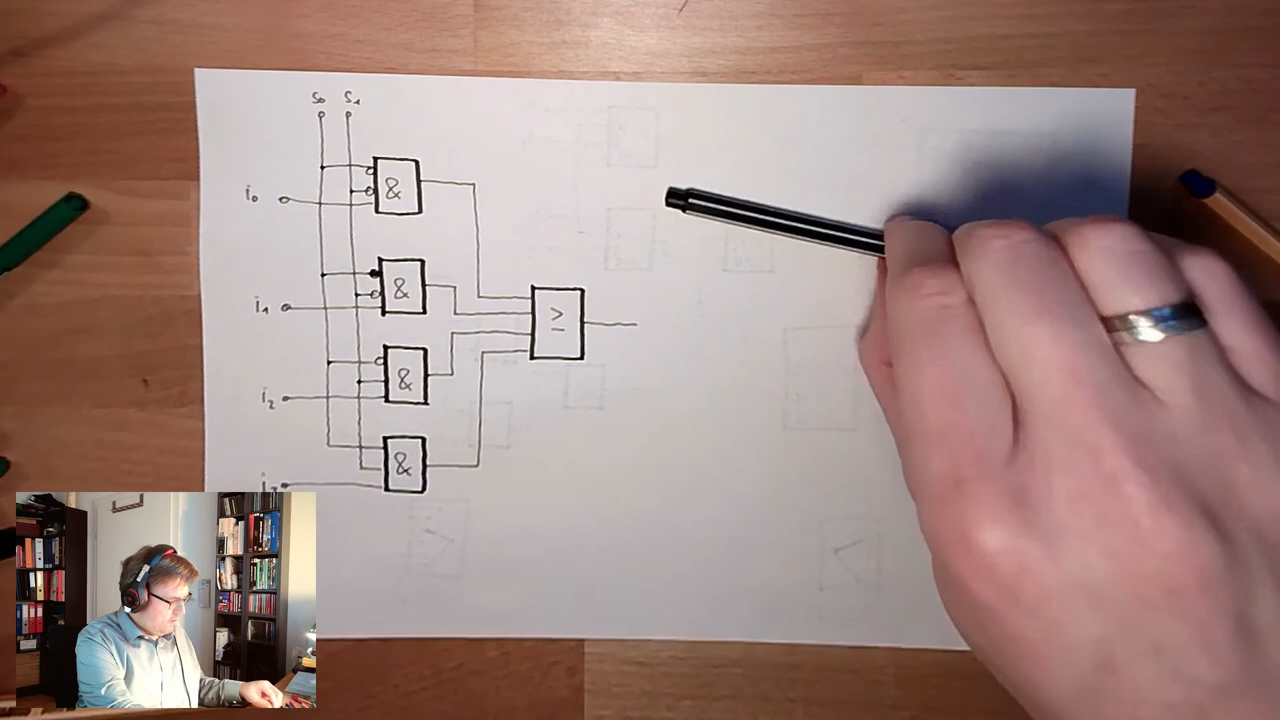 s₀ s₁
i₀ &
i₁ &
≥
i₂ &
&